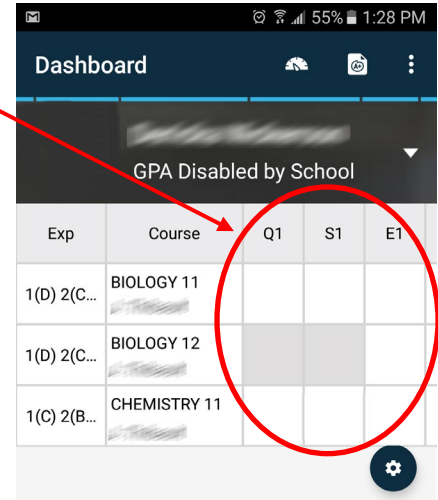 55% 1:28 PM
Dashboard A+
GPA Disabled by School
Exp Course Q1 S1 E1
1(D) 2(C... BIOLOGY 11
1(D) 2(C... BIOLOGY 12
1(C) 2(B... CHEMISTRY 11